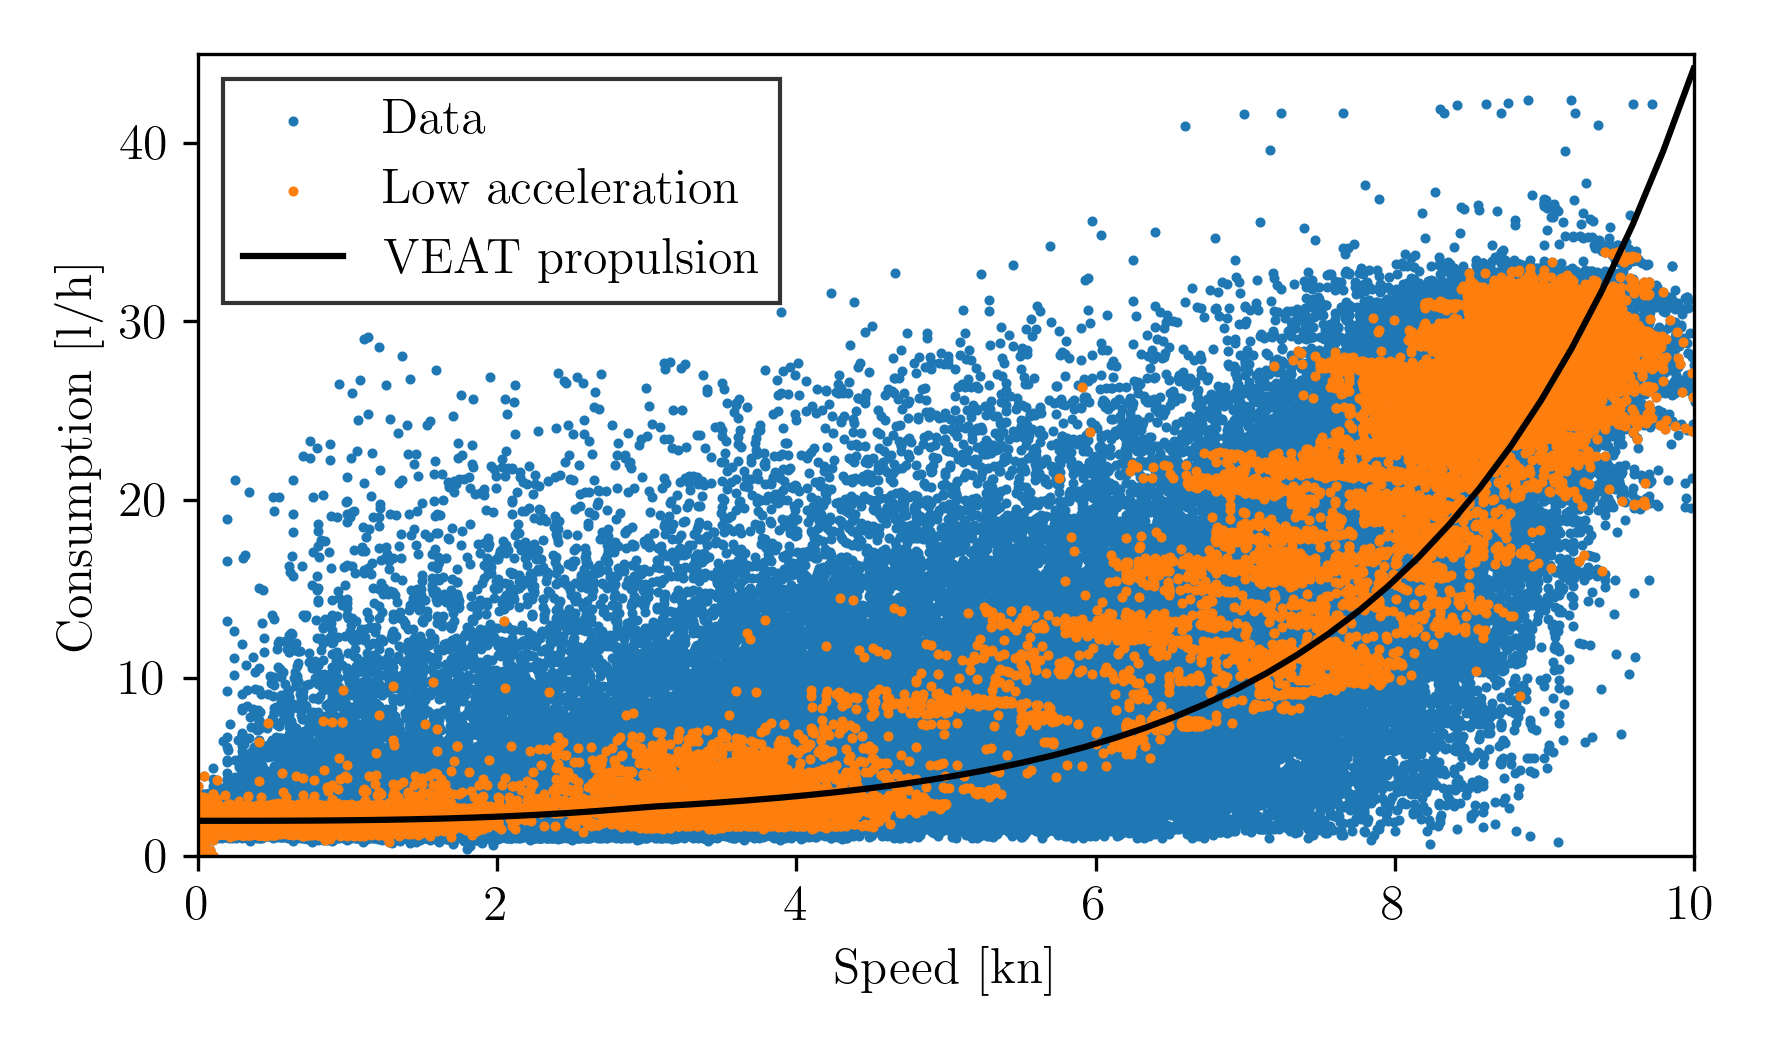 Data
Low acceleration
VEAT propulsion
Consumption [l/h]
40
30
20
10
0
0 2 4 6 8 10
Speed [kn]